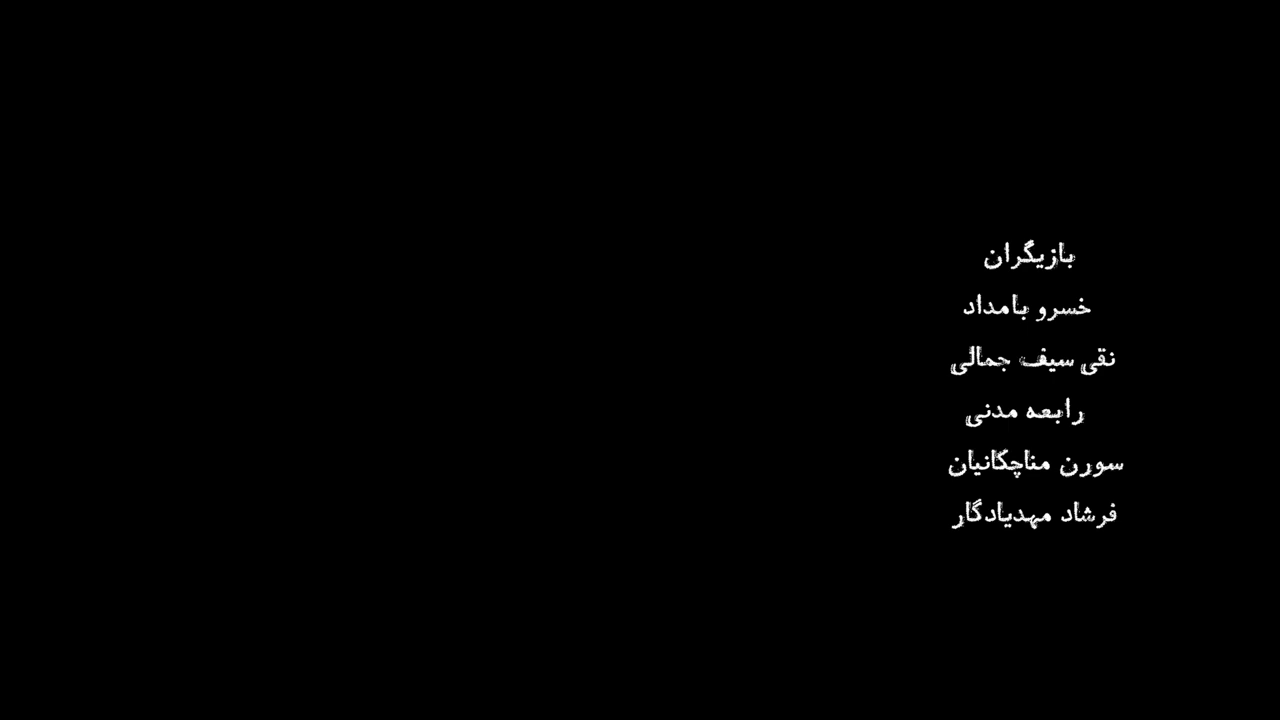 بازیگران
خسرو بامداد
نقی سیف جمالی
رابعه مدنی
سورن مناچکانیان
فرشاد مهدیادگار